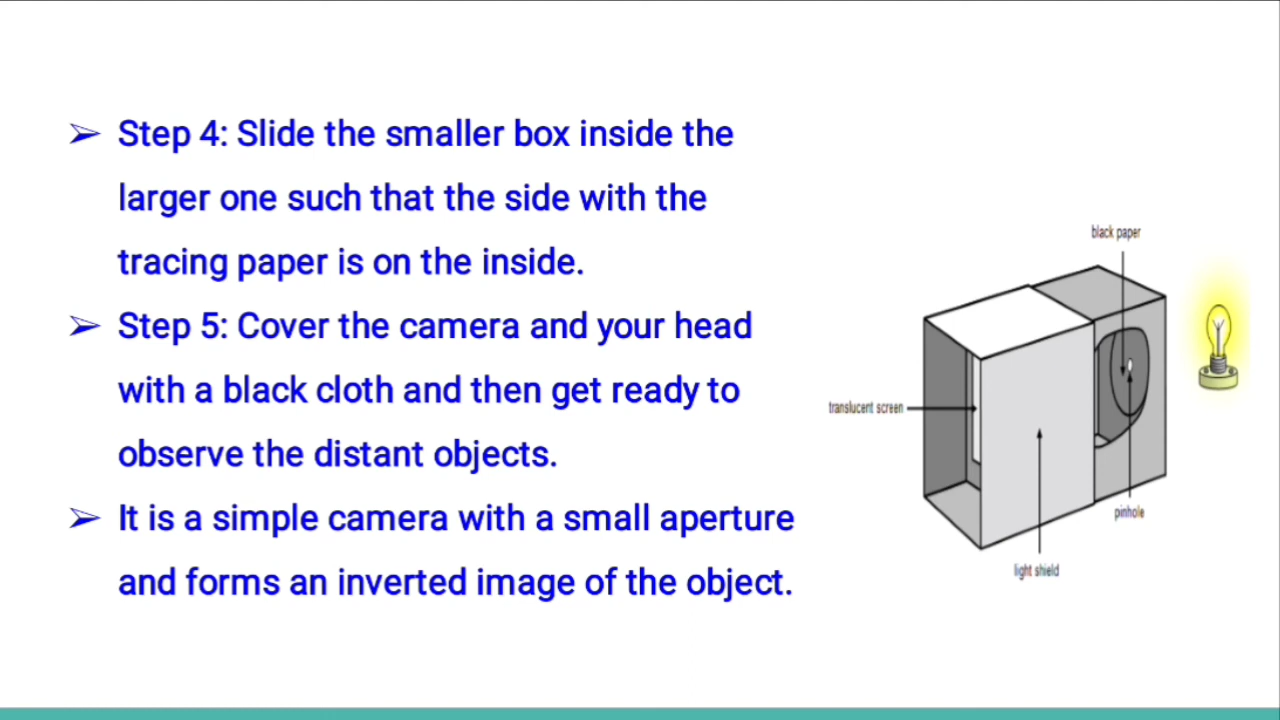 ➢ Step 4: Slide the smaller box inside the
larger one such that the side with the
tracing paper is on the inside.
➢ Step 5: Cover the camera and your head
with a black cloth and then get ready to
observe the distant objects.
➢ It is a simple camera with a small aperture
and forms an inverted image of the object.
black paper
translucent screen
pinhole
light shield